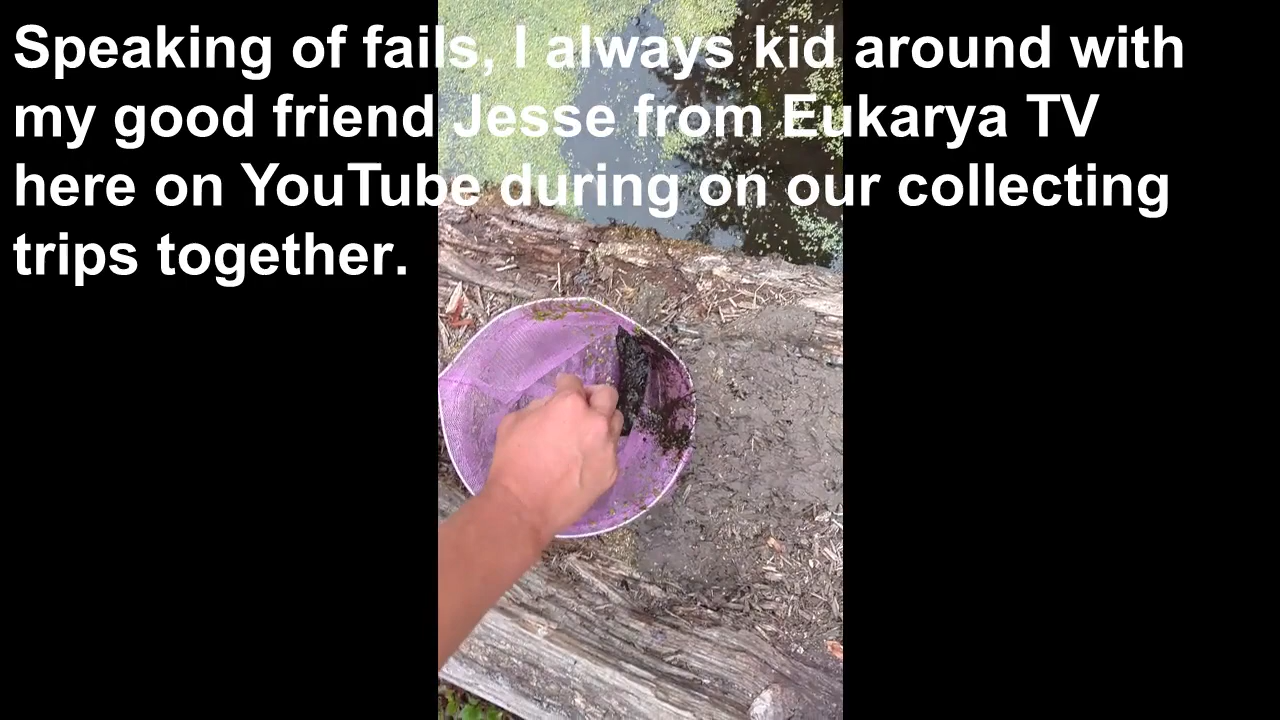 Speaking of fails, I always kid around with
my good friend Jesse from Eukarya TV
here on YouTube during on our collecting
trips together.